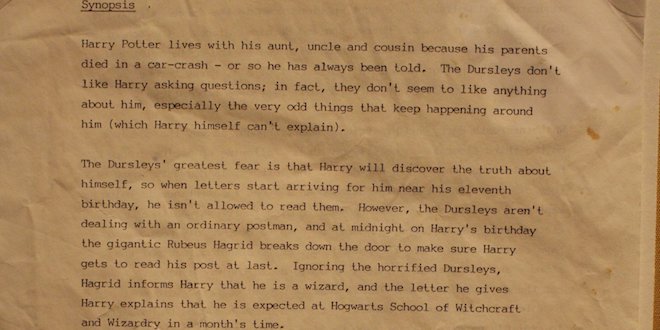 Synopsis
Harry Potter lives with his aunt, uncle and cousin because his parents
died in a car-crash - or so he has always been told. The Dursleys don't
like Harry asking questions; in fact, they don't seem to like anything
about him, especially the very odd things that keep happening around
him (which Harry himself can't explain).
The Dursleys' greatest fear is that Harry will discover the truth about
himself, so when letters start arriving for him near his eleventh
birthday, he isn't allowed to read them. However, the Dursleys aren't
dealing with an ordinary postman, and at midnight on Harry's birthday
the gigantic Rubeus Hagrid breaks down the door to make sure Harry
gets to read his post at last. Ignoring the horrified Dursleys,
Hagrid informs Harry that he is a wizard, and the letter he gives
Harry explains that he is expected at Hogwarts School of Witchcraft
and Wizardry in a month's time.